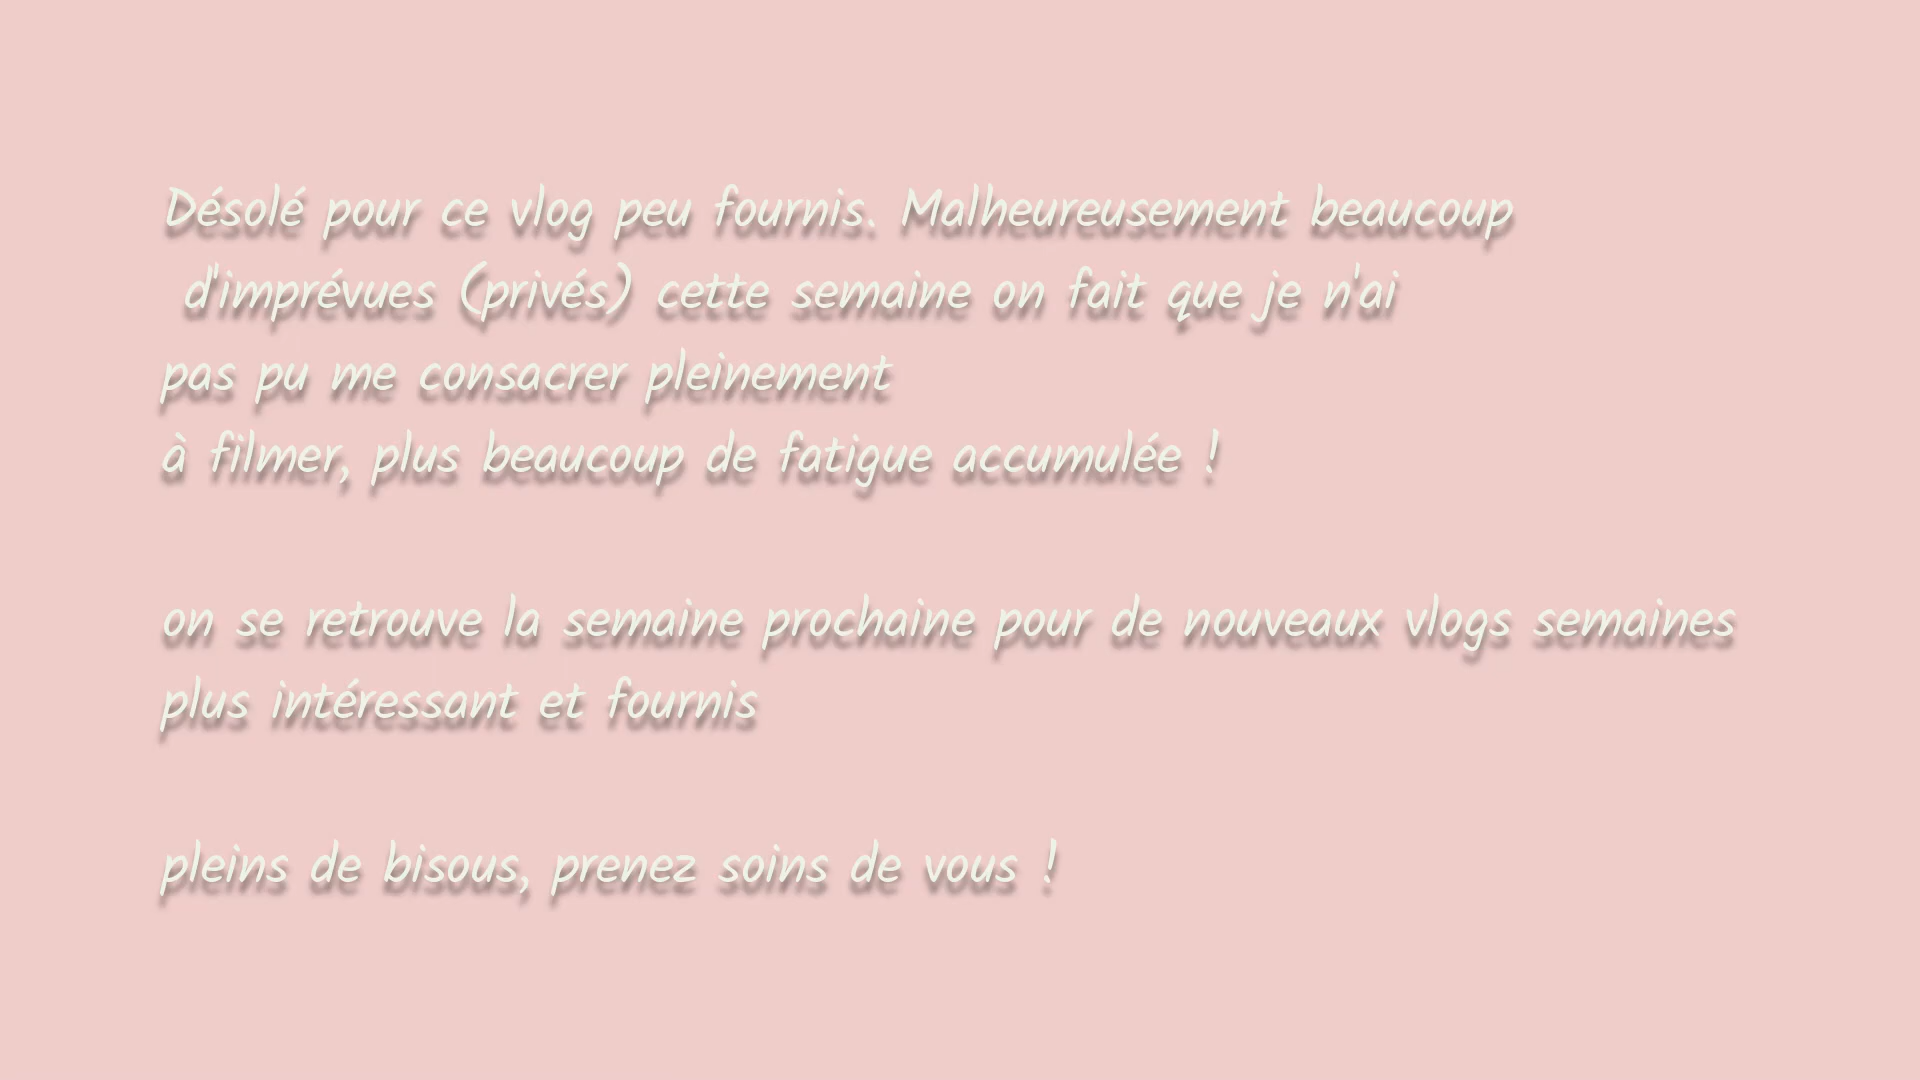 Désolé pour ce vlog peu fournis. Malheureusement beaucoup
d'imprévues (privés) cette semaine on fait que je n'ai
pas pu me consacrer pleinement
à filmer, plus beaucoup de fatigue accumulée !
on se retrouve la semaine prochaine pour de nouveaux vlogs semaines
plus intéressant et fournis
pleins de bisous, prenez soins de vous !